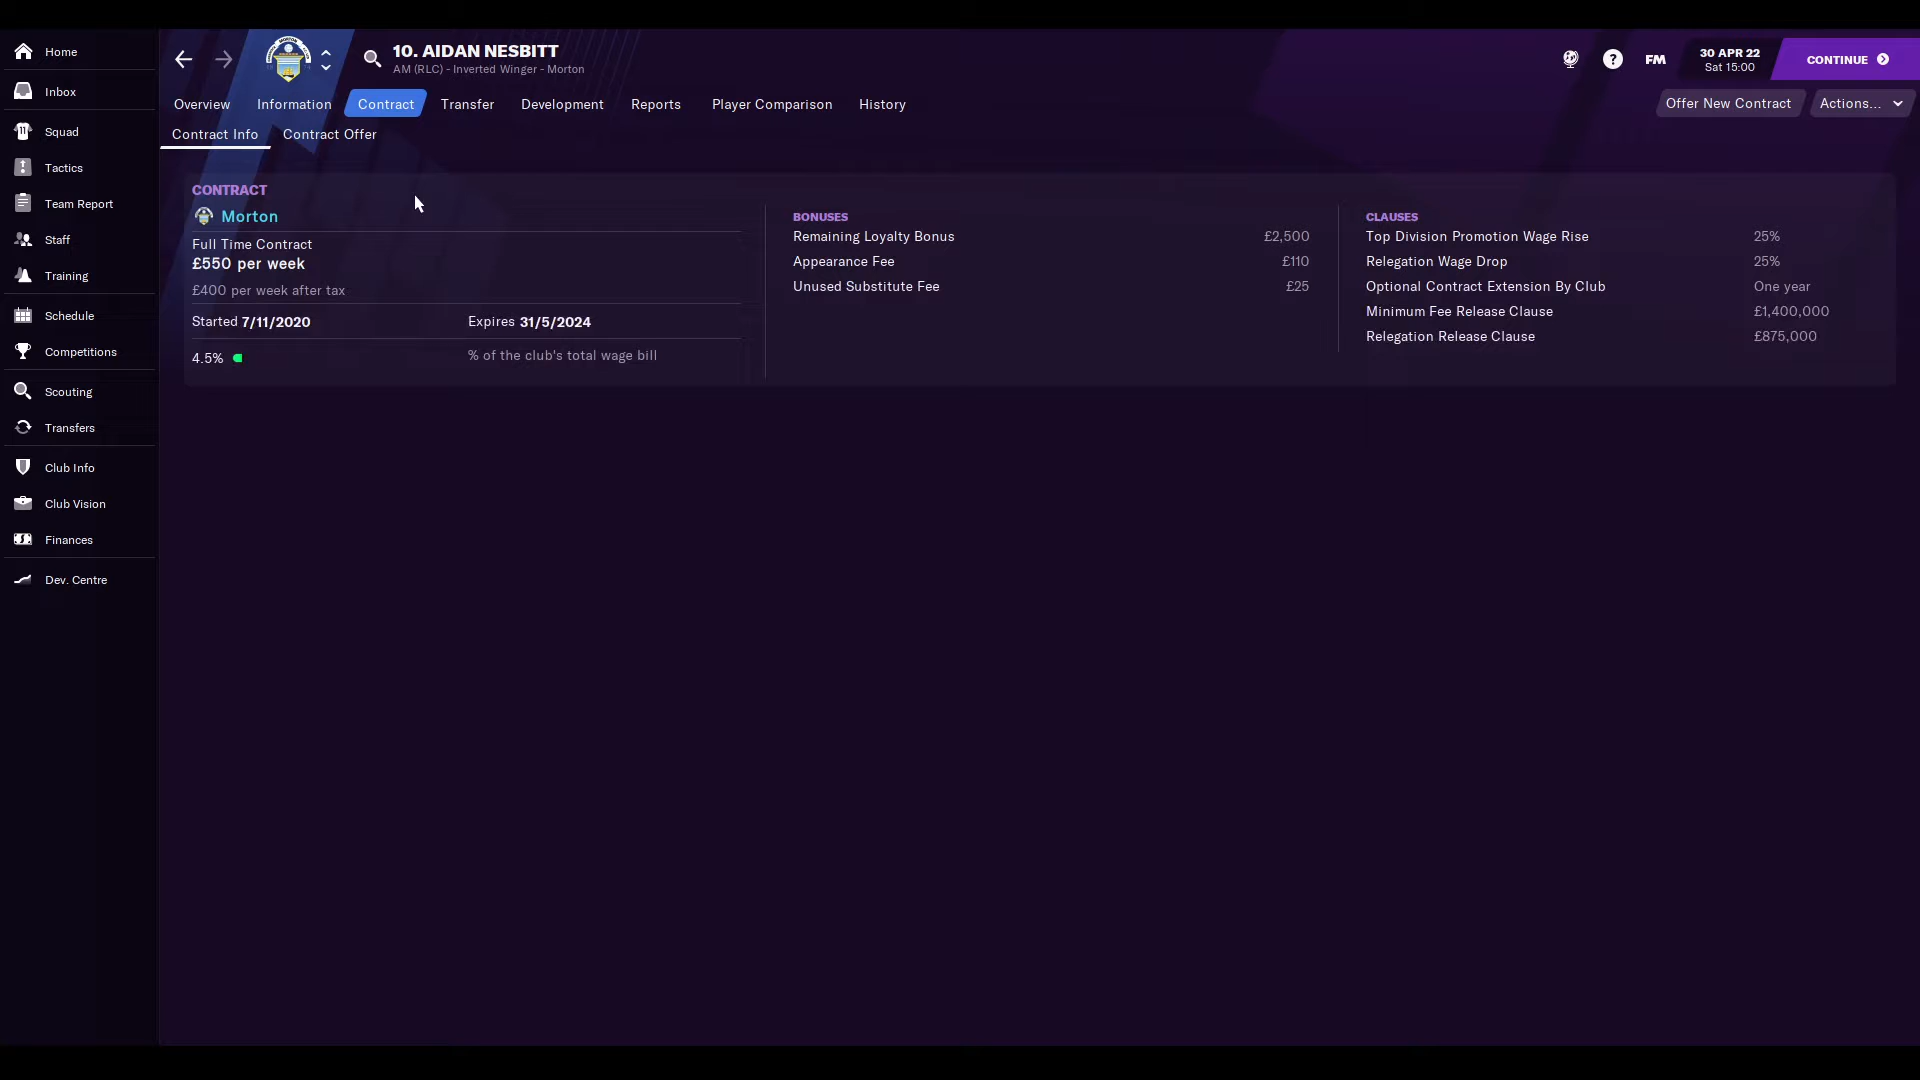 Home
Inbox
Squad
Tactics
Team Report
Staff
Training
Schedule
Competitions
Scouting
Transfers
Club Info
Club Vision
Finances
Dev. Centre
10. AIDAN NESBITT
AM (RLC) - Inverted Winger - Morton
?
FM
30 APR 22
Sat 15:00
CONTINUE
Overview
Information
Contract
Transfer
Development
Reports
Player Comparison
History
Offer New Contract
Actions...
Contract Info
Contract Offer
CONTRACT
Morton
Full Time Contract
£550 per week
£400 per week after tax
Started 7/11/2020
Expires 31/5/2024
4.5%
% of the club's total wage bill
BONUSES
Remaining Loyalty Bonus £2,500
Appearance Fee £110
Unused Substitute Fee £25
CLAUSES
Top Division Promotion Wage Rise 25%
Relegation Wage Drop 25%
Optional Contract Extension By Club One year
Minimum Fee Release Clause £1,400,000
Relegation Release Clause £875,000